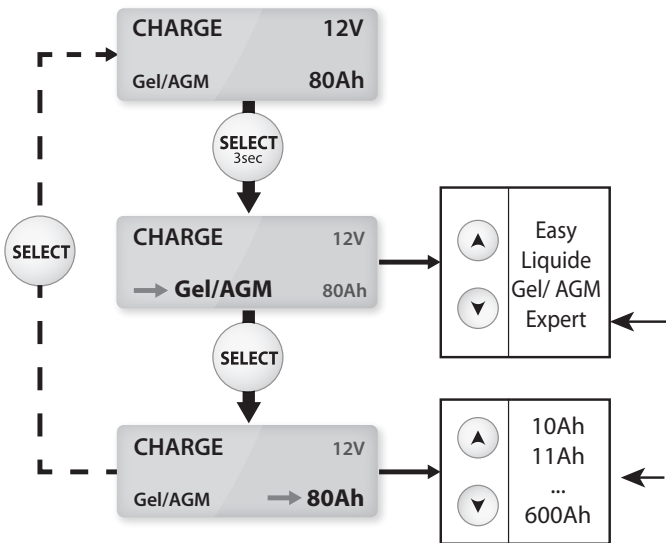 CHARGE 12V
Gel/AGM 80Ah
SELECT
3sec
SELECT
CHARGE 12V
Gel/AGM 80Ah
Easy
Liquide
Gel/ AGM
Expert
SELECT
CHARGE 12V
Gel/AGM 80Ah
10Ah
11Ah
...
600Ah